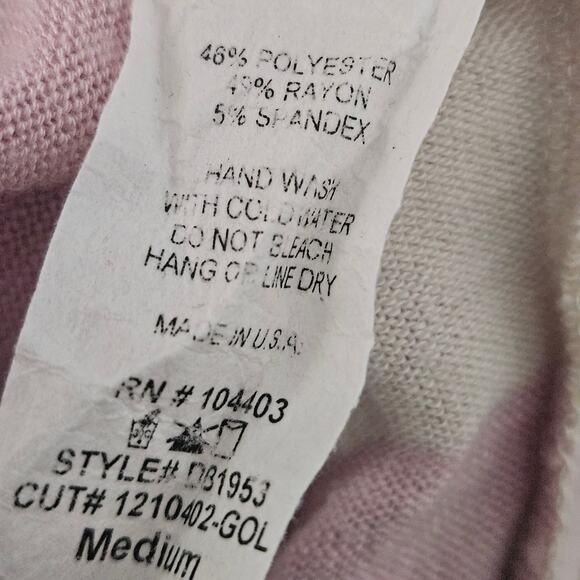 46% POLYESTER
49% RAYON
5% SPANDEX
HAND WASH
WITH COLD WATER
DO NOT BLEACH
HANG OR LINE DRY
MADE IN U.S.A.
RN # 104403
STYLE# D81953
CUT# 1210402-GOL
Medium